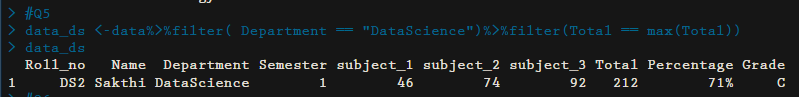 > #Q5
> data_ds <-data%>%filter( Department == "DataScience")%>%filter(Total == max(Total))
> data_ds
  Roll_no   Name  Department Semester subject_1 subject_2 subject_3 Total Percentage Grade
1     DS2 Sakthi DataScience        1        46        74        92   212        71%     C